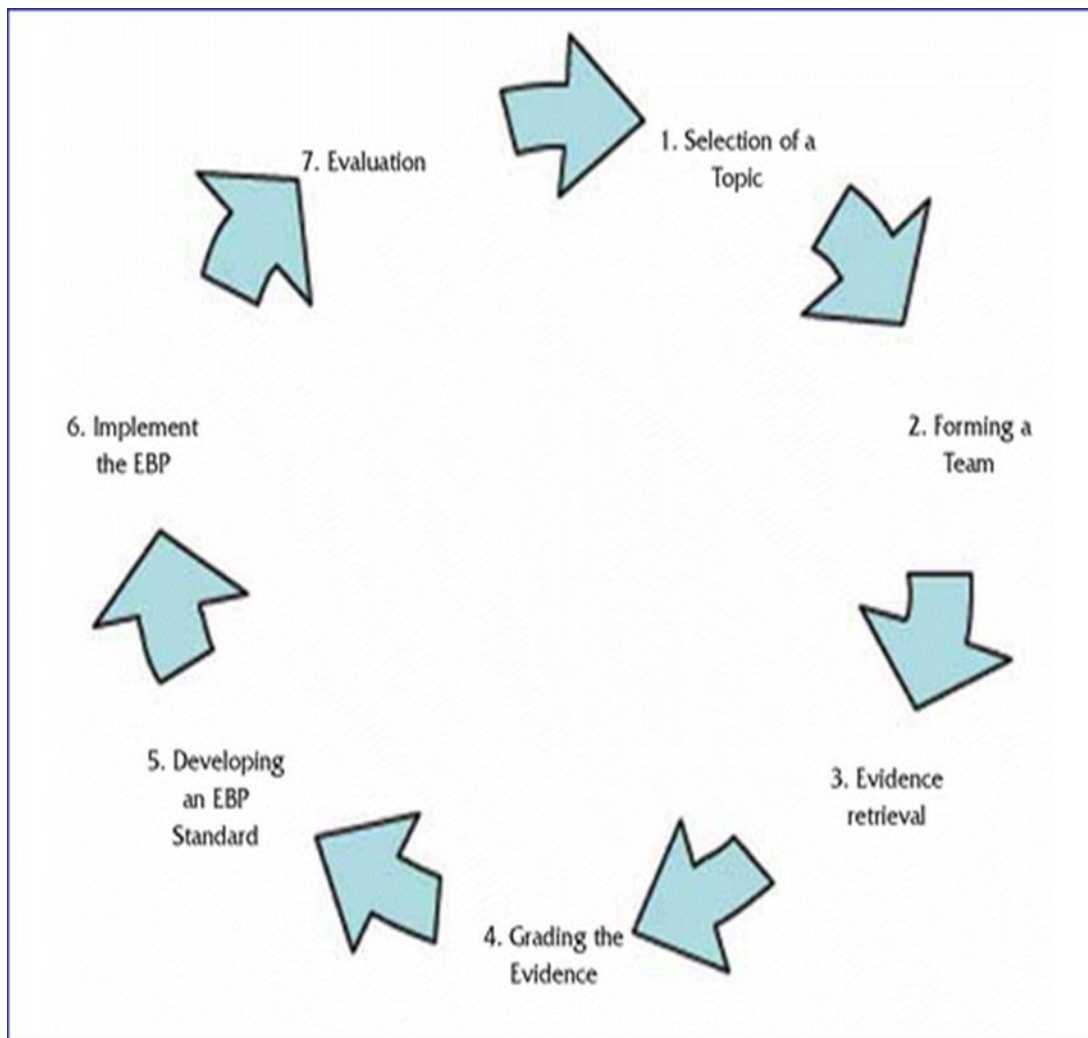 1. Selection of a
Topic
2. Forming a
Team
3. Evidence
retrieval
4. Grading the
Evidence
5. Developing
an EBP
Standard
6. Implement
the EBP
7. Evaluation